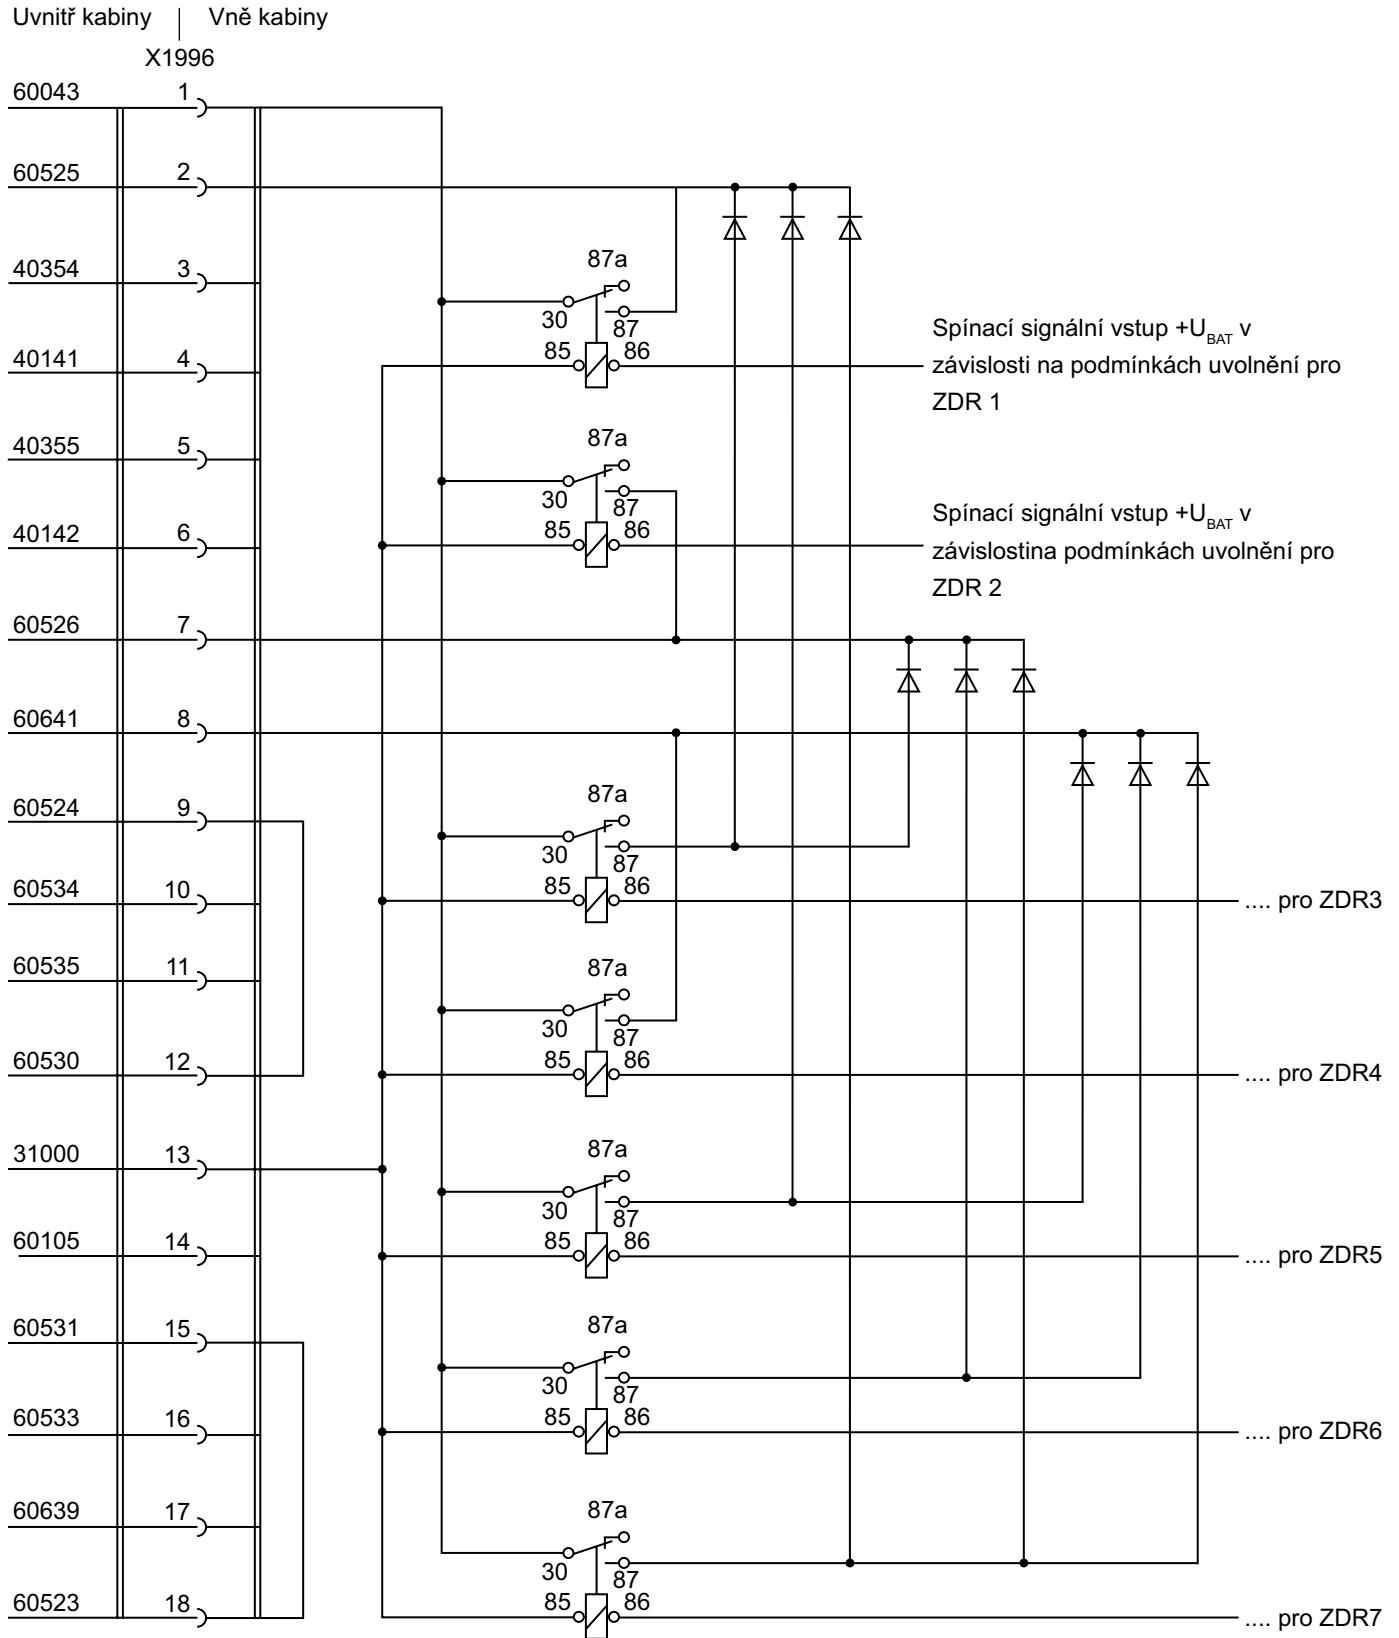 Uvnitř kabiny | Vně kabiny
X1996
60043 1
60525 2
40354 3
87a
30 87
Spínací signální vstup +UBAT v
40141 4
85 86
závislosti na podmínkách uvolnění pro
ZDR 1
40355 5
87a
30 87
Spínací signální vstup +UBAT v
40142 6
85 86
závislostina podmínkách uvolnění pro
ZDR 2
60526 7
60641 8
60524 9
87a
30 87
60534 10
85 86
.... pro ZDR3
60535 11
87a
30 87
60530 12
85 86
.... pro ZDR4
31000 13
87a
30 87
60105 14
85 86
.... pro ZDR5
60531 15
87a
30 87
60533 16
85 86
.... pro ZDR6
60639 17
87a
30 87
60523 18
85 86
.... pro ZDR7